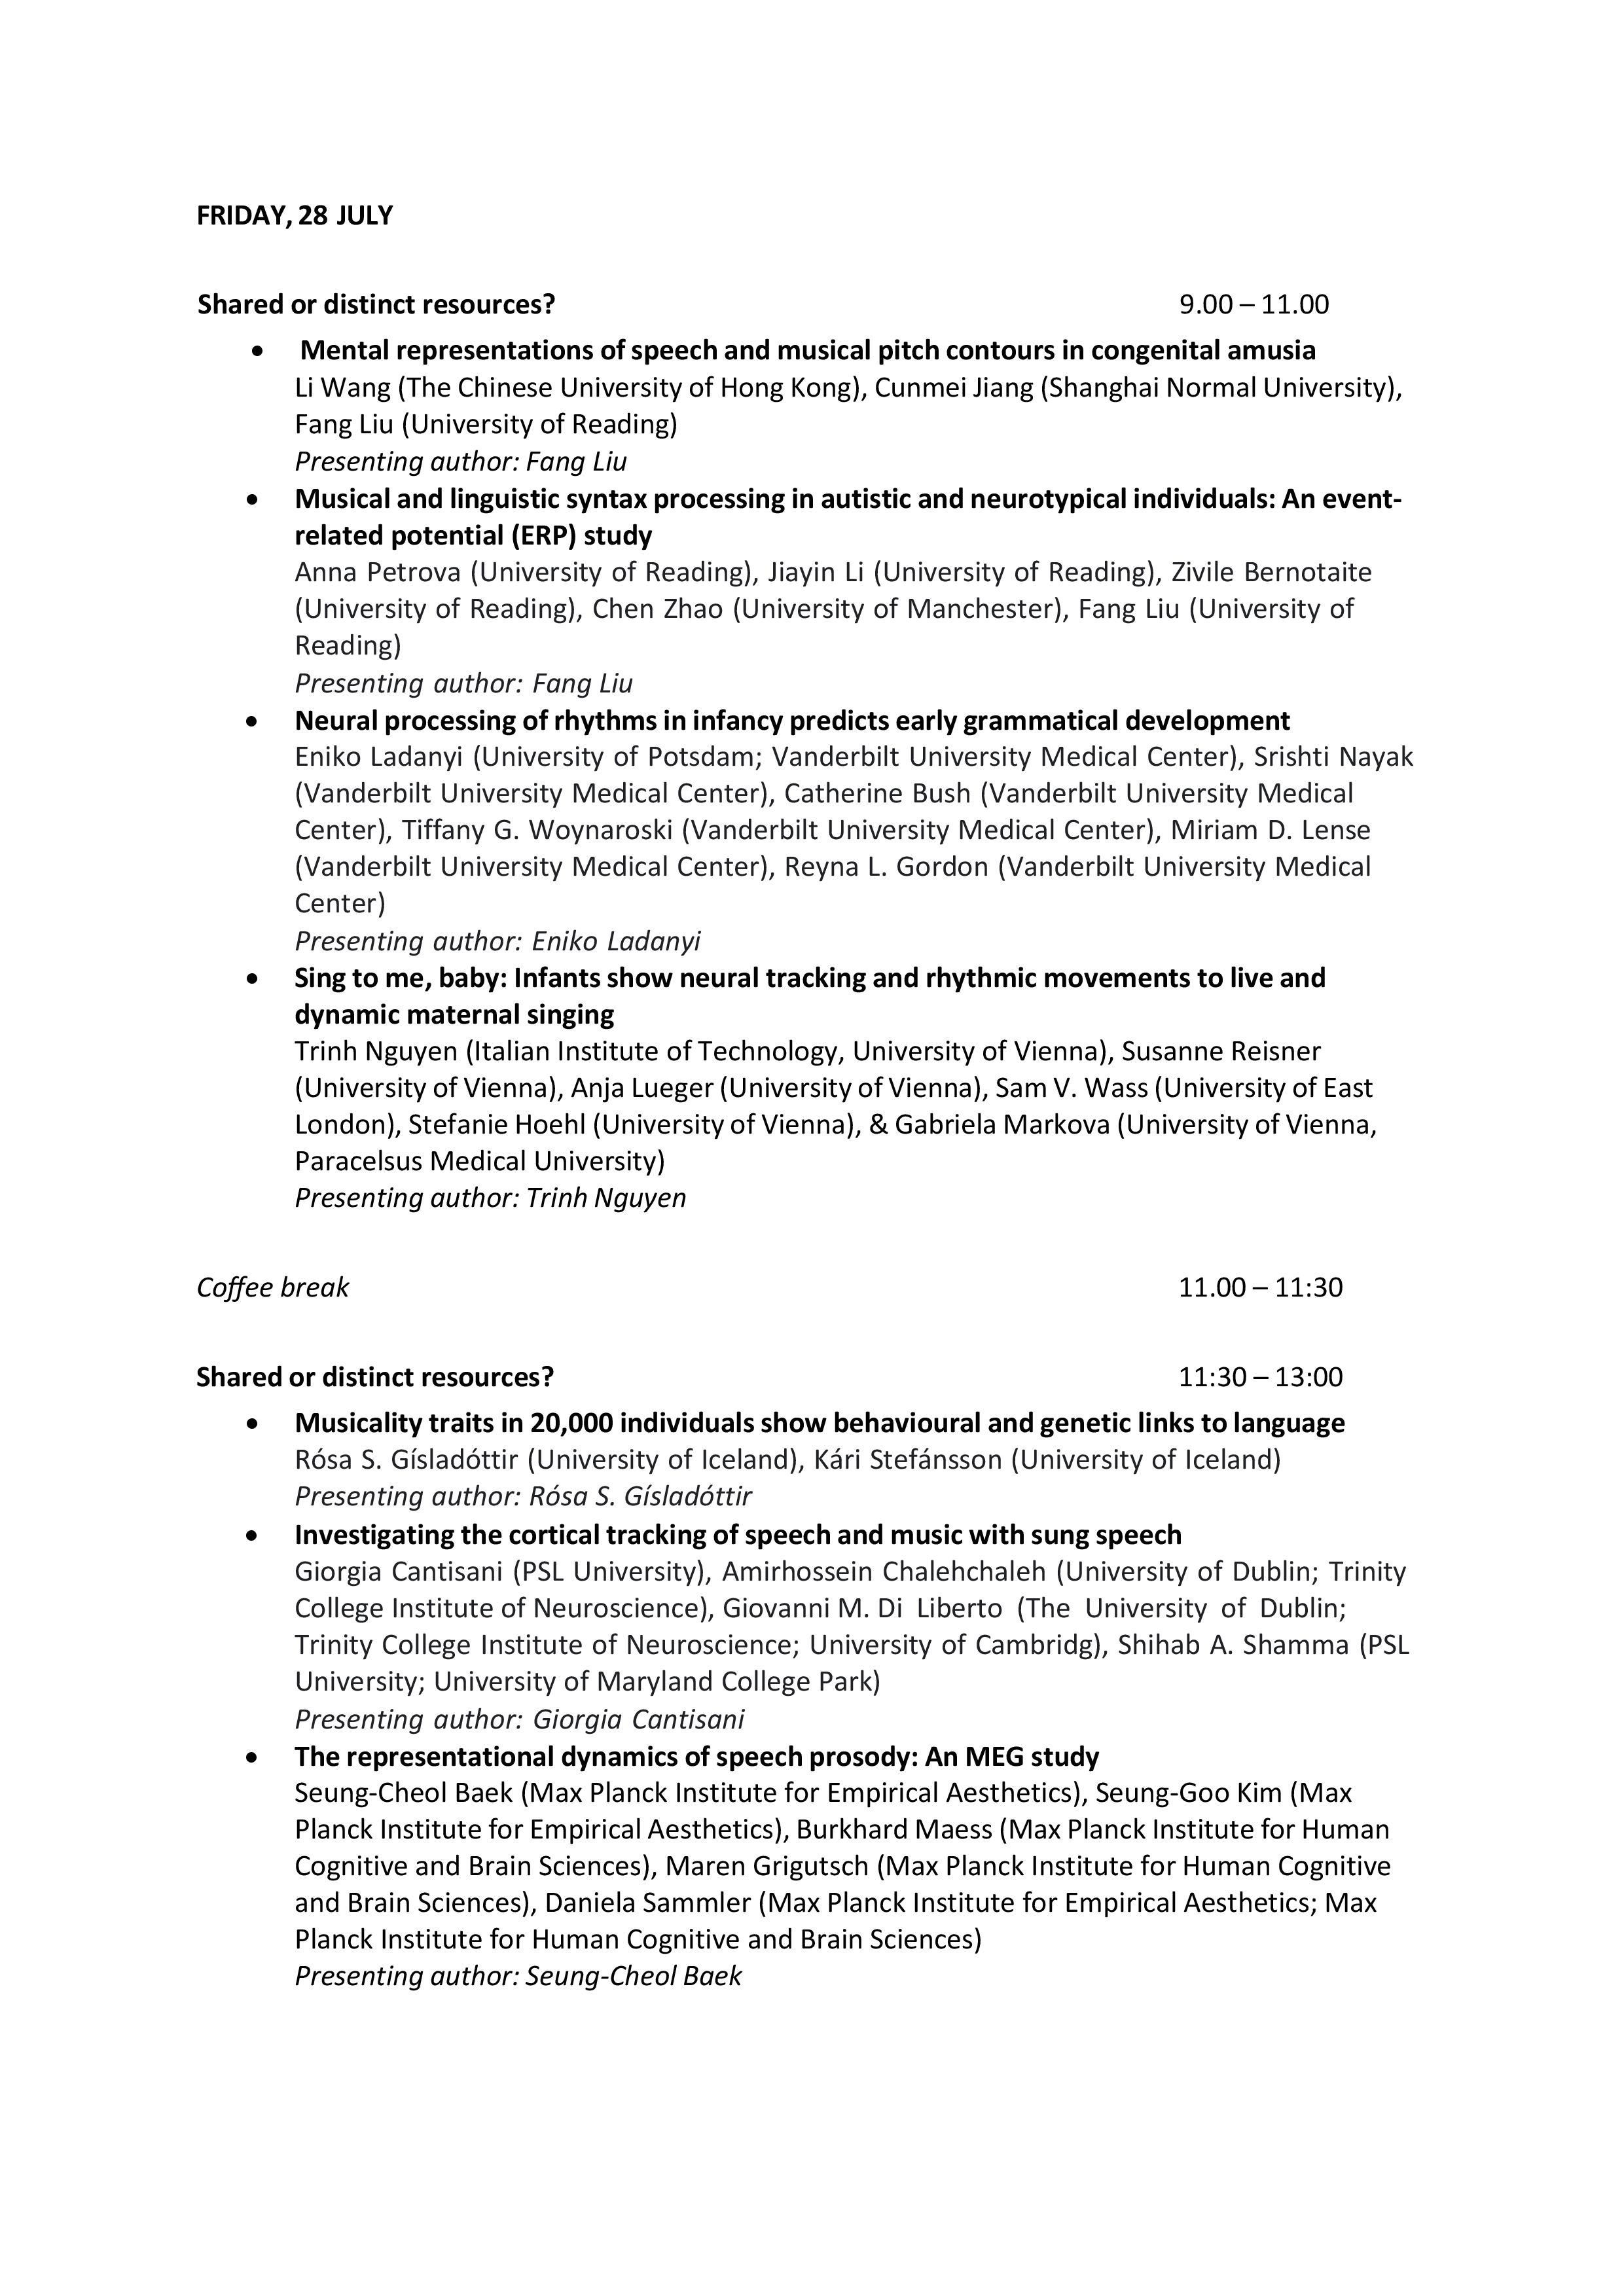 FRIDAY, 28 JULY
Shared or distinct resources? 9.00 – 11.00
• Mental representations of speech and musical pitch contours in congenital amusia
Li Wang (The Chinese University of Hong Kong), Cunmei Jiang (Shanghai Normal University),
Fang Liu (University of Reading)
Presenting author: Fang Liu
• Musical and linguistic syntax processing in autistic and neurotypical individuals: An event-
related potential (ERP) study
Anna Petrova (University of Reading), Jiayin Li (University of Reading), Zivile Bernotaite
(University of Reading), Chen Zhao (University of Manchester), Fang Liu (University of
Reading)
Presenting author: Fang Liu
• Neural processing of rhythms in infancy predicts early grammatical development
Eniko Ladanyi (University of Potsdam; Vanderbilt University Medical Center), Srishti Nayak
(Vanderbilt University Medical Center), Catherine Bush (Vanderbilt University Medical
Center), Tiffany G. Woynaroski (Vanderbilt University Medical Center), Miriam D. Lense
(Vanderbilt University Medical Center), Reyna L. Gordon (Vanderbilt University Medical
Center)
Presenting author: Eniko Ladanyi
• Sing to me, baby: Infants show neural tracking and rhythmic movements to live and
dynamic maternal singing
Trinh Nguyen (Italian Institute of Technology, University of Vienna), Susanne Reisner
(University of Vienna), Anja Lueger (University of Vienna), Sam V. Wass (University of East
London), Stefanie Hoehl (University of Vienna), & Gabriela Markova (University of Vienna,
Paracelsus Medical University)
Presenting author: Trinh Nguyen
Coffee break 11.00 – 11:30
Shared or distinct resources? 11:30 – 13:00
• Musicality traits in 20,000 individuals show behavioural and genetic links to language
Rósa S. Gísladóttir (University of Iceland), Kári Stefánsson (University of Iceland)
Presenting author: Rósa S. Gísladóttir
• Investigating the cortical tracking of speech and music with sung speech
Giorgia Cantisani (PSL University), Amirhossein Chalehchaleh (University of Dublin; Trinity
College Institute of Neuroscience), Giovanni M. Di Liberto (The University of Dublin;
Trinity College Institute of Neuroscience; University of Cambridg), Shihab A. Shamma (PSL
University; University of Maryland College Park)
Presenting author: Giorgia Cantisani
• The representational dynamics of speech prosody: An MEG study
Seung-Cheol Baek (Max Planck Institute for Empirical Aesthetics), Seung-Goo Kim (Max
Planck Institute for Empirical Aesthetics), Burkhard Maess (Max Planck Institute for Human
Cognitive and Brain Sciences), Maren Grigutsch (Max Planck Institute for Human Cognitive
and Brain Sciences), Daniela Sammler (Max Planck Institute for Empirical Aesthetics; Max
Planck Institute for Human Cognitive and Brain Sciences)
Presenting author: Seung-Cheol Baek